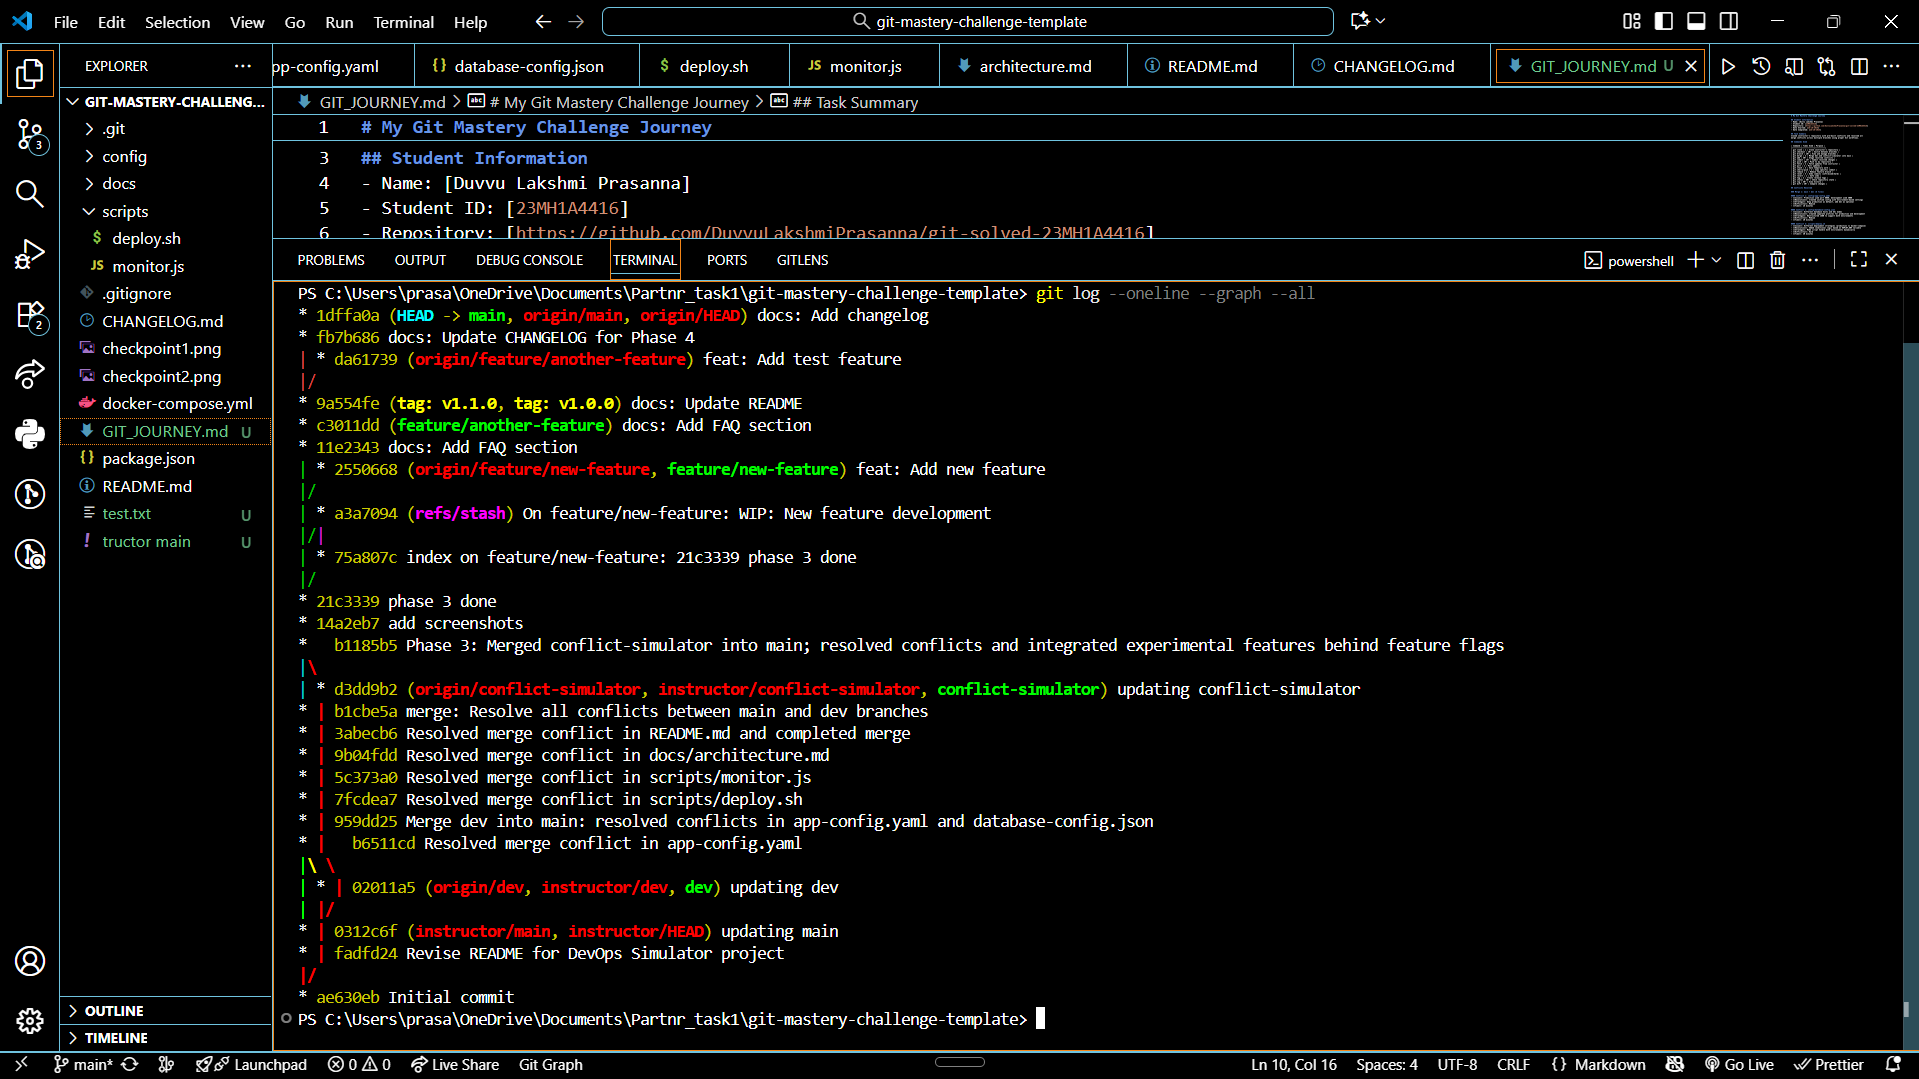 File Edit Selection View Go Run Terminal Help
git-mastery-challenge-template
EXPLORER
pp-config.yaml
database-config.json
deploy.sh
monitor.js
architecture.md
README.md
CHANGELOG.md
GIT_JOURNEY.md U
GIT-MASTERY-CHALLENG...
.git
config
docs
scripts
deploy.sh
monitor.js
.gitignore
CHANGELOG.md
checkpoint1.png
checkpoint2.png
docker-compose.yml
GIT_JOURNEY.md U
package.json
README.md
test.txt U
tructor main U
OUTLINE
TIMELINE
3
2
GIT_JOURNEY.md > # My Git Mastery Challenge Journey > ## Task Summary
1 # My Git Mastery Challenge Journey
3 ## Student Information
4 - Name: [Duvvu Lakshmi Prasanna]
5 - Student ID: [23MH1A4416]
6 - Repository: [https://github.com/DuvvuLakshmiPrasanna/git-solved-23MH1A4416]
PROBLEMS OUTPUT DEBUG CONSOLE TERMINAL PORTS GITLENS
powershell
PS C:\Users\prasa\OneDrive\Documents\Partnr_task1\git-mastery-challenge-template> git log --oneline --graph --all
* 1dffa0a (HEAD -> main, origin/main, origin/HEAD) docs: Add changelog
* fb7b686 docs: Update CHANGELOG for Phase 4
| * da61739 (origin/feature/another-feature) feat: Add test feature
|/
* 9a554fe (tag: v1.1.0, tag: v1.0.0) docs: Update README
* c3011dd (feature/another-feature) docs: Add FAQ section
* 11e2343 docs: Add FAQ section
| * 2550668 (origin/feature/new-feature, feature/new-feature) feat: Add new feature
|/
| * a3a7094 (refs/stash) On feature/new-feature: WIP: New feature development
|/|
| * 75a807c index on feature/new-feature: 21c3339 phase 3 done
|/
* 21c3339 phase 3 done
* 14a2eb7 add screenshots
*   b1185b5 Phase 3: Merged conflict-simulator into main; resolved conflicts and integrated experimental features behind feature flags
|\
| * d3dd9b2 (origin/conflict-simulator, instructor/conflict-simulator, conflict-simulator) updating conflict-simulator
* | b1cbe5a merge: Resolve all conflicts between main and dev branches
* | 3abecb6 Resolved merge conflict in README.md and completed merge
* | 9b04fdd Resolved merge conflict in docs/architecture.md
* | 5c373a0 Resolved merge conflict in scripts/monitor.js
* | 7fcdea7 Resolved merge conflict in scripts/deploy.sh
* | 959dd25 Merge dev into main: resolved conflicts in app-config.yaml and database-config.json
* |   b6511cd Resolved merge conflict in app-config.yaml
|\ \
| * | 02011a5 (origin/dev, instructor/dev, dev) updating dev
| |/
* | 0312c6f (instructor/main, instructor/HEAD) updating main
* | fadfd24 Revise README for DevOps Simulator project
|/
* ae630eb Initial commit
PS C:\Users\prasa\OneDrive\Documents\Partnr_task1\git-mastery-challenge-template>
main* Launchpad 0 0 Live Share Git Graph
Ln 10, Col 16 Spaces: 4 UTF-8 CRLF {} Markdown Go Live Prettier